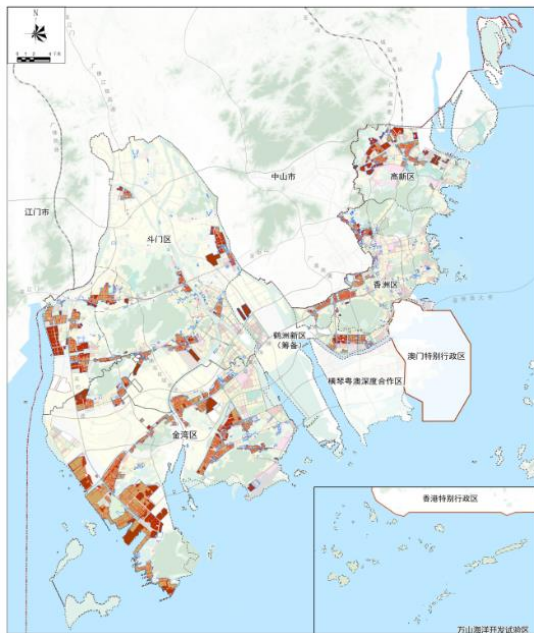 N
高新区
中山市
江门市
斗门区
香洲区
鹤洲新区
(筹备)
澳门特别行政区
横琴粤澳深度合作区
金湾区
香港特别行政区
万山海洋开发试验区